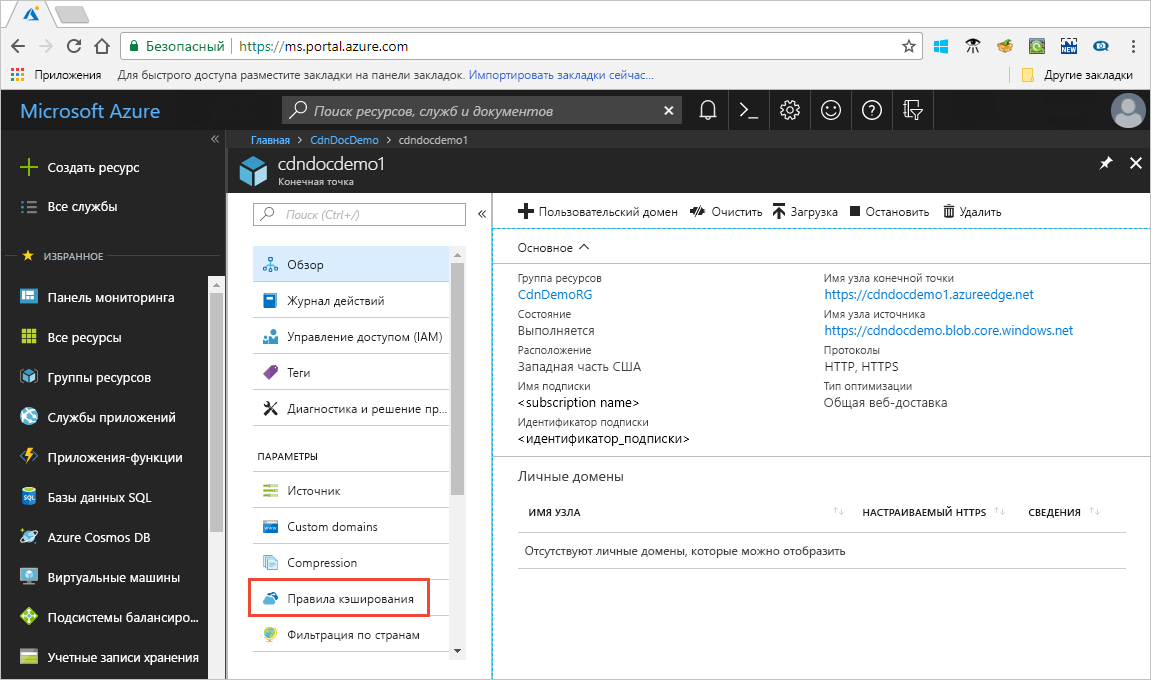 Безопасный https://ms.portal.azure.com
Приложения Для быстрого доступа разместите закладки на панели закладок. Импортировать закладки сейчас... Другие закладки
Microsoft Azure Поиск ресурсов, служб и документов
Главная > CdnDocDemo > cdndocdemo1
cdndocdemo1
Конечная точка
Создать ресурс
Все службы
ИЗБРАННОЕ
Панель мониторинга
Все ресурсы
Группы ресурсов
Службы приложений
Приложения-функции
Базы данных SQL
Azure Cosmos DB
Виртуальные машины
Подсистемы балансиро...
Учетные записи хранения
Поиск (Ctrl+/)
Обзор
Журнал действий
Управление доступом (IAM)
Теги
Диагностика и решение пр...
ПАРАМЕТРЫ
Источник
Custom domains
Compression
Правила кэширования
Фильтрация по странам
Пользовательский домен Очистить Загрузка Остановить Удалить
Основное
Группа ресурсов
CdnDemoRG
Состояние
Выполняется
Расположение
Западная часть США
Имя подписки
<subscription name>
Идентификатор подписки
<идентификатор_подписки>
Имя узла конечной точки
https://cdndocdemo1.azureedge.net
Имя узла источника
https://cdndocdemo.blob.core.windows.net
Протоколы
HTTP, HTTPS
Тип оптимизации
Общая веб-доставка
Личные домены
ИМЯ УЗЛА НАСТРАИВАЕМЫЙ HTTPS СВЕДЕНИЯ
Отсутствуют личные домены, которые можно отобразить